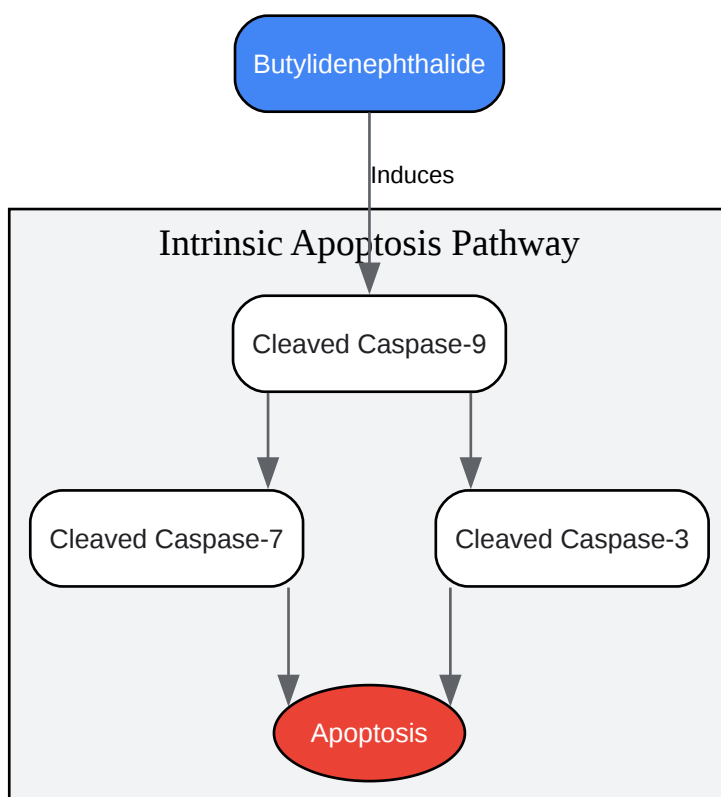 Butylidenephthalide
Induces
Intrinsic Apoptosis Pathway
Cleaved Caspase-9
Cleaved Caspase-7
Cleaved Caspase-3
Apoptosis